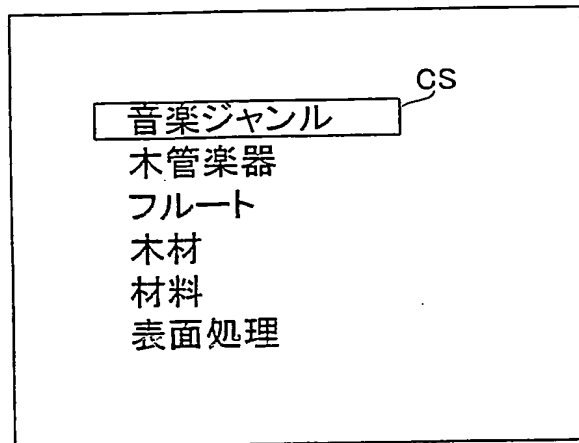 CS
音楽ジャンル
木管楽器
フルート
木材
材料
表面処理